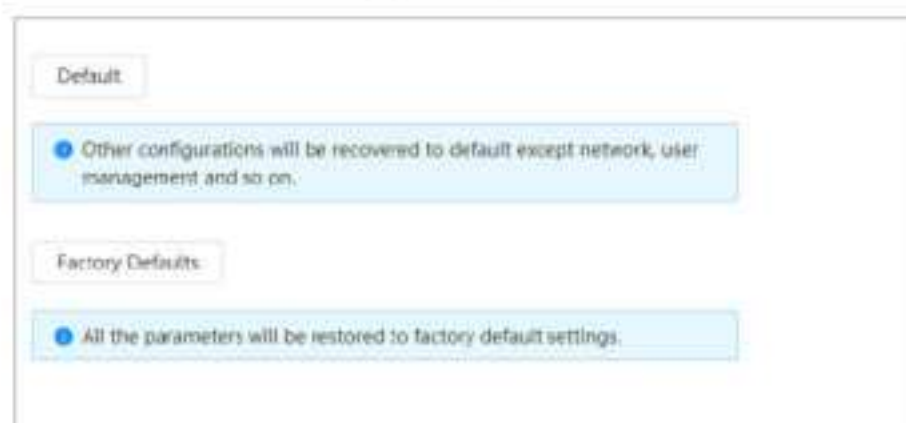 Default
Other configurations will be recovered to default except network, user
management and so on.
Factory Defaults
All the parameters will be restored to factory default settings.